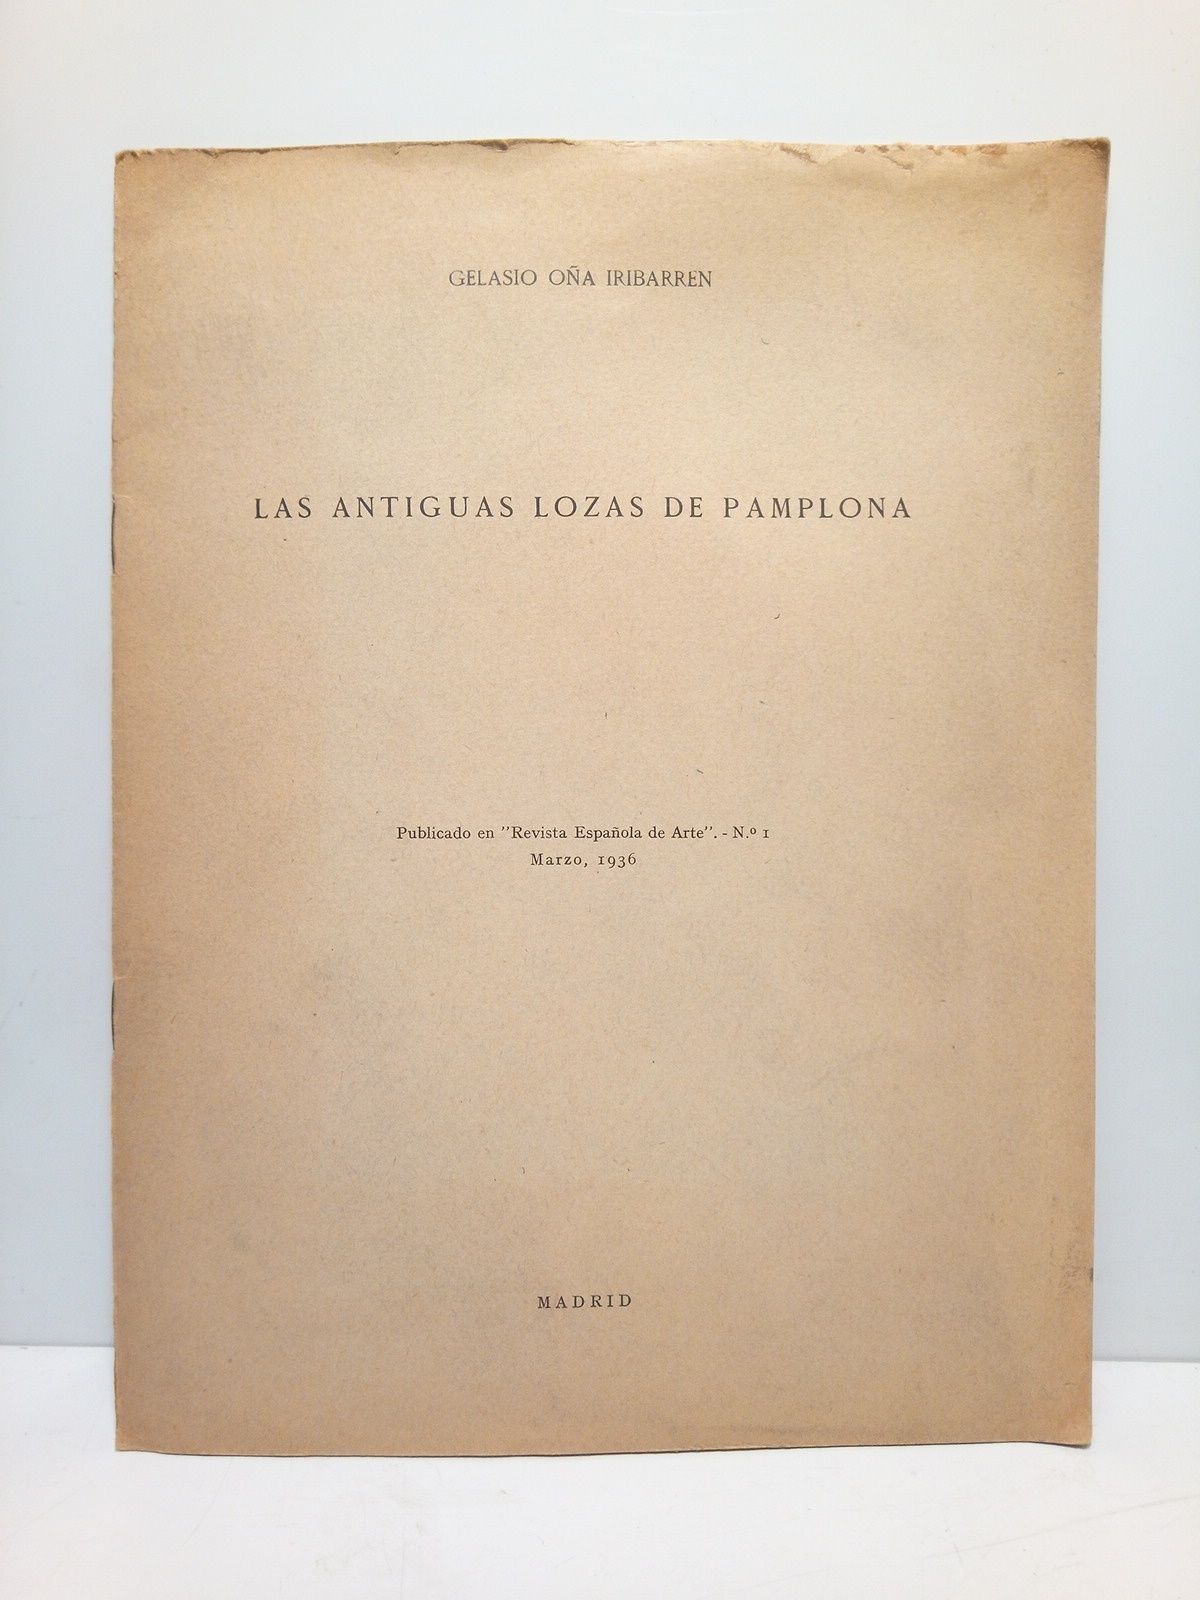 GELASIO OÑA IRIBARREN
LAS ANTIGUAS LOZAS DE PAMPLONA
Publicado en "Revista Española de Arte". - N.º 1
Marzo, 1936
MADRID